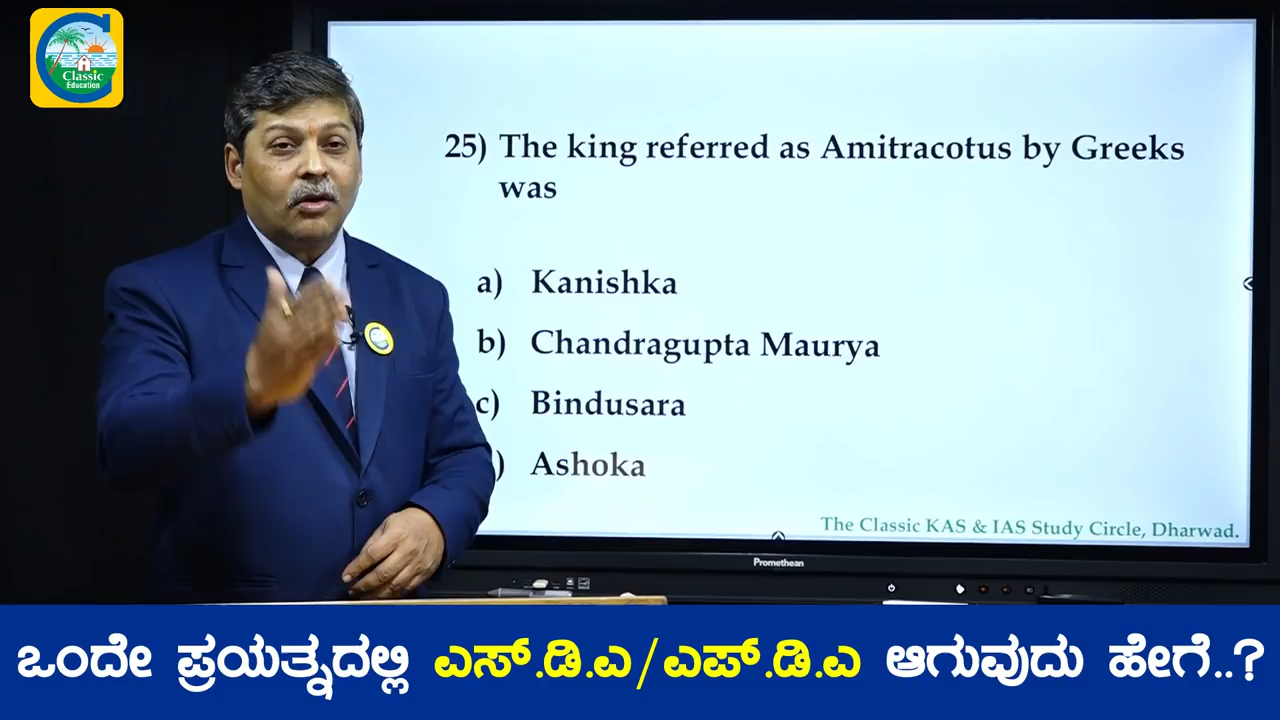 Classic
Education
25) The king referred as Amitracotus by Greeks
was
a) Kanishka
b) Chandragupta Maurya
c) Bindusara
) Ashoka
The Classic KAS & IAS Study Circle, Dharwad.
Promethean
ಒಂದೇ ಪ್ರಯತ್ನದಲ್ಲಿ ಎಸ್.ಡಿ.ಎ/ಎಪ್.ಡಿ.ಎ ಆಗುವುದು ಹೇಗೆ..?